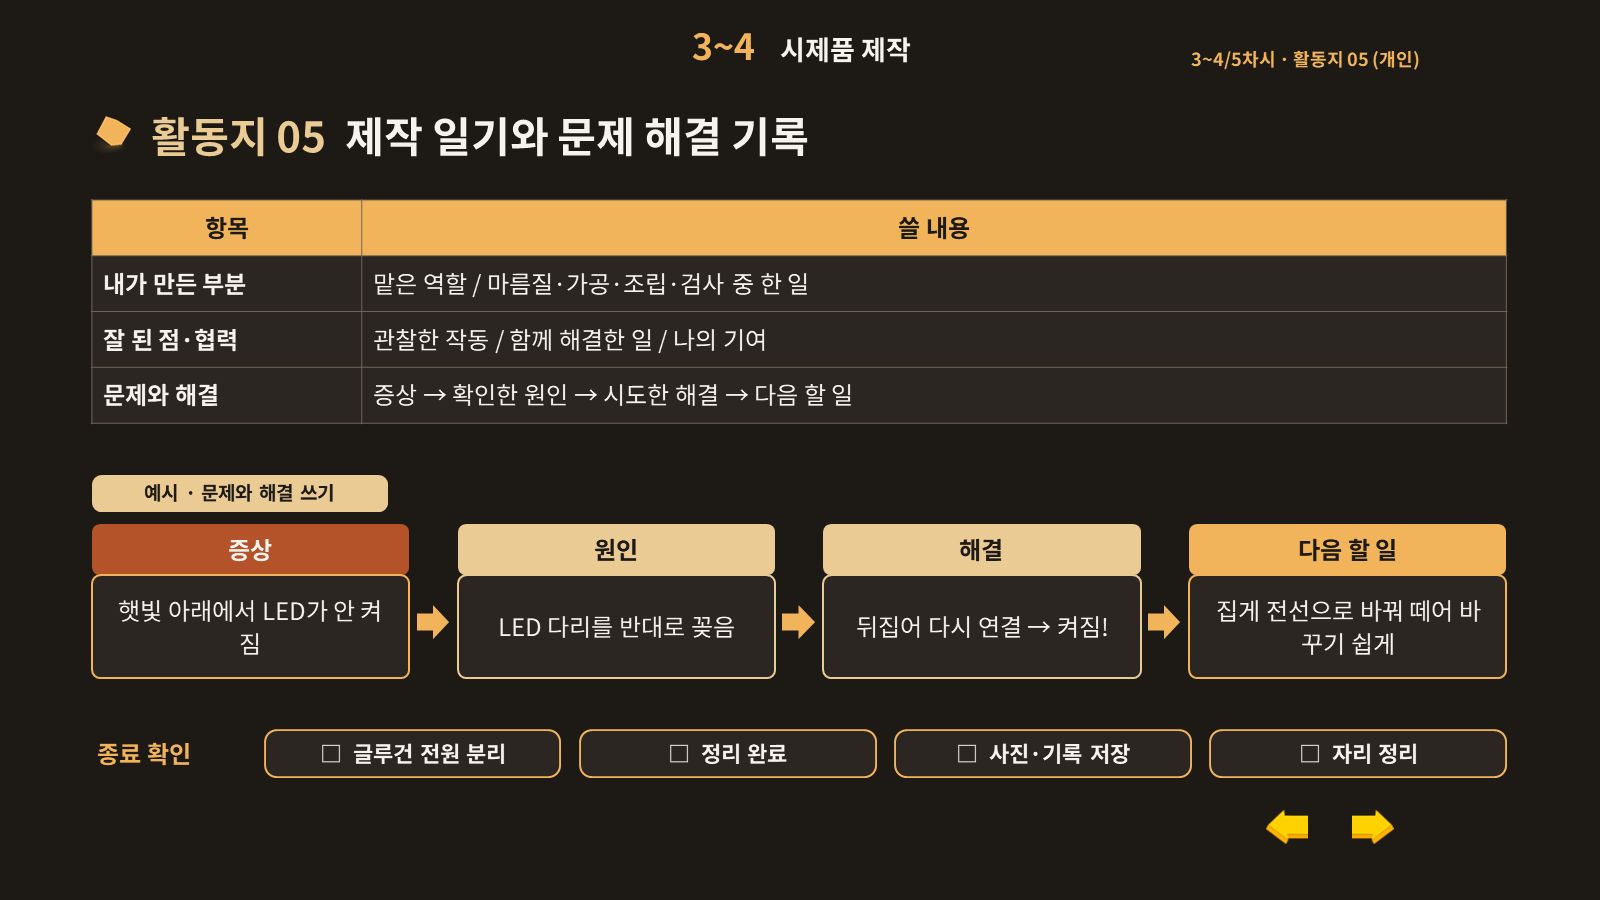 3~4 시제품 제작
3~4/5차시 · 활동지 05 (개인)
활동지 05 제작 일기와 문제 해결 기록
항목 쓸 내용
내가 만든 부분 맡은 역할 / 마름질·가공·조립·검사 중 한 일
잘 된 점·협력 관찰한 작동 / 함께 해결한 일 / 나의 기여
문제와 해결 증상 → 확인한 원인 → 시도한 해결 → 다음 할 일
예시 · 문제와 해결 쓰기
증상
햇빛 아래에서 LED가 안 켜
짐
원인
LED 다리를 반대로 꽂음
해결
뒤집어 다시 연결 → 켜짐!
다음 할 일
집게 전선으로 바꿔 떼어 바
꾸기 쉽게
종료 확인 □ 글루건 전원 분리 □ 정리 완료 □ 사진·기록 저장 □ 자리 정리